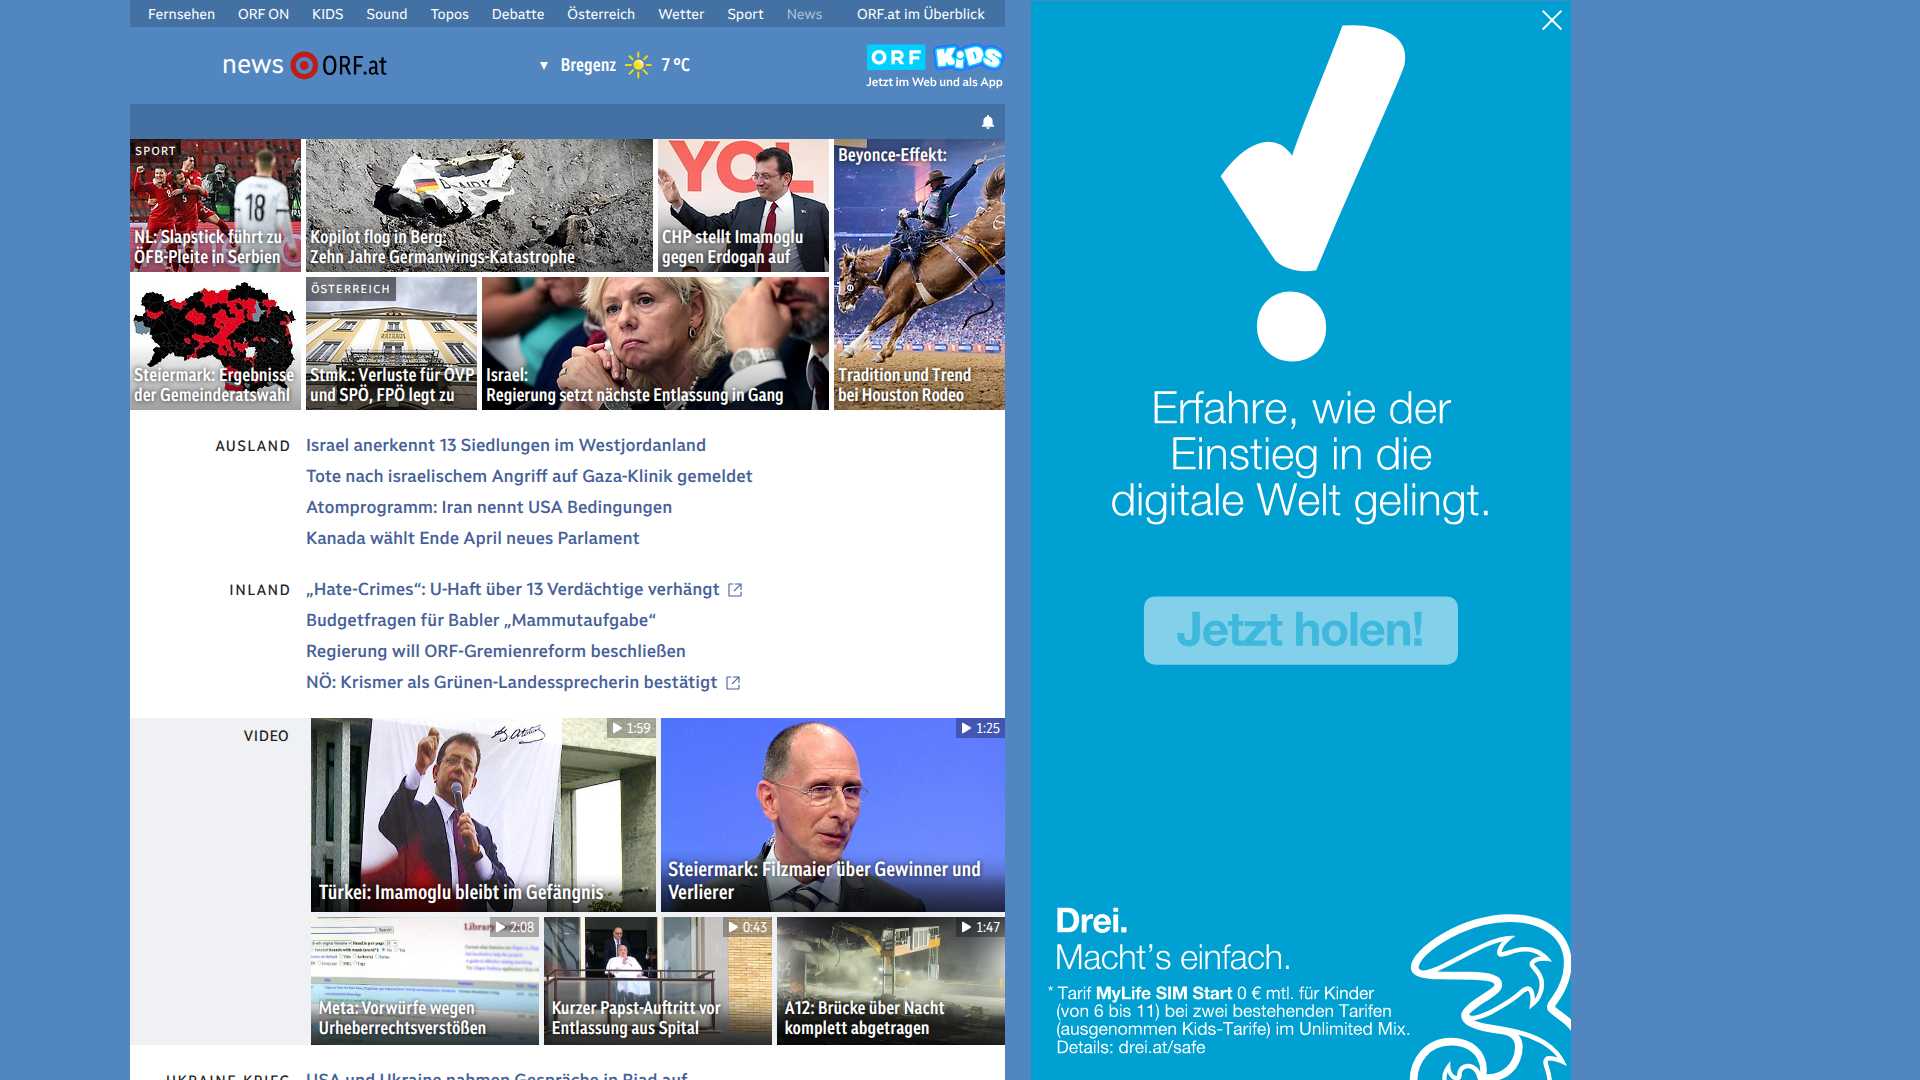 Fernsehen ORF ON KIDS Sound Topos Debatte Österreich Wetter Sport News ORF.at im Überblick
news ORF.at
Bregenz 7 °C
ORF KiDS
Jetzt im Web und als App
SPORT
18
NL: Slapstick führt zu
ÖFB-Pleite in Serbien
Kopilot flog in Berg:
Zehn Jahre Germanwings-Katastrophe
YOL
CHP stellt Imamoglu
gegen Erdogan auf
Beyonce-Effekt:
Tradition und Trend
bei Houston Rodeo
Steiermark: Ergebnisse
der Gemeinderatswahl
ÖSTERREICH
Stmk.: Verluste für ÖVP
und SPÖ, FPÖ legt zu
Israel:
Regierung setzt nächste Entlassung in Gang
AUSLAND
Israel anerkennt 13 Siedlungen im Westjordanland
Tote nach israelischem Angriff auf Gaza-Klinik gemeldet
Atomprogramm: Iran nennt USA Bedingungen
Kanada wählt Ende April neues Parlament
INLAND
„Hate-Crimes“: U-Haft über 13 Verdächtige verhängt
Budgetfragen für Babler „Mammutaufgabe“
Regierung will ORF-Gremienreform beschließen
NÖ: Krismer als Grünen-Landessprecherin bestätigt
VIDEO
1:59
Türkei: Imamoglu bleibt im Gefängnis
1:25
Steiermark: Filzmaier über Gewinner und
Verlierer
2:08
Meta: Vorwürfe wegen
Urheberrechtsverstößen
0:43
Kurzer Papst-Auftritt vor
Entlassung aus Spital
1:47
A12: Brücke über Nacht
komplett abgetragen
UKRAINE-KRIEG
USA und Ukraine nahmen Gespräche in Riad auf
Erfahre, wie der
Einstieg in die
digitale Welt gelingt.
Jetzt holen!
Drei.
Macht’s einfach.
* Tarif MyLife SIM Start 0 € mtl. für Kinder
(von 6 bis 11) bei zwei bestehenden Tarifen
(ausgenommen Kids-Tarife) im Unlimited Mix.
Details: drei.at/safe